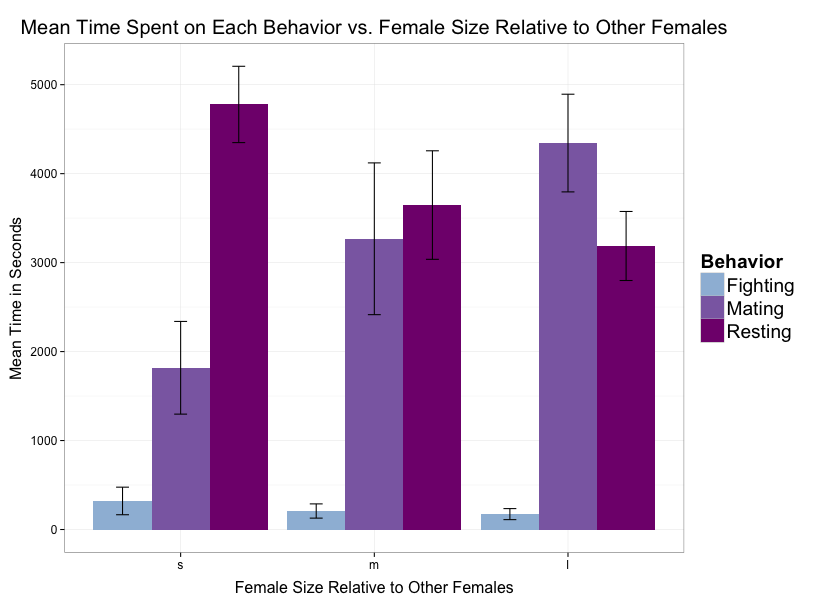 Mean Time Spent on Each Behavior vs. Female Size Relative to Other Females
Mean Time in Seconds
5000
4000
3000
2000
1000
0
s m l
Female Size Relative to Other Females
Behavior
Fighting
Mating
Resting